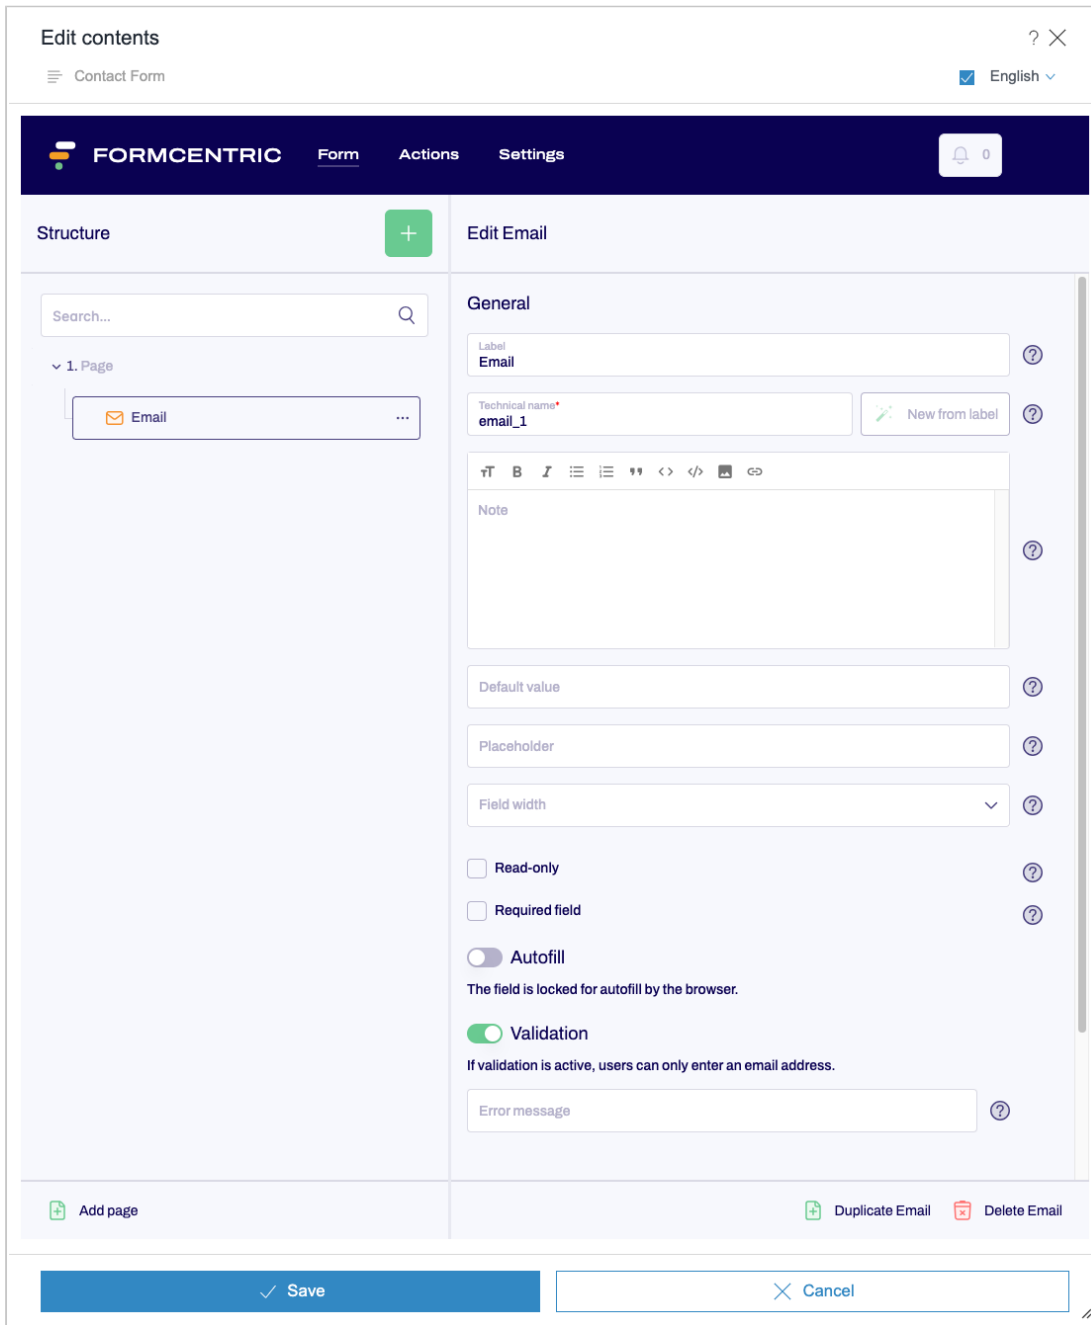 Edit contents
Contact Form
English
FORMCENTRIC Form Actions Settings 0
Structure
Edit Email
Search...
1. Page
Email
General
Label
Email
Technical name*
email_1
New from label
Note
Default value
Placeholder
Field width
Read-only
Required field
Autofill
The field is locked for autofill by the browser.
Validation
If validation is active, users can only enter an email address.
Error message
Add page
Duplicate Email
Delete Email
Save
Cancel